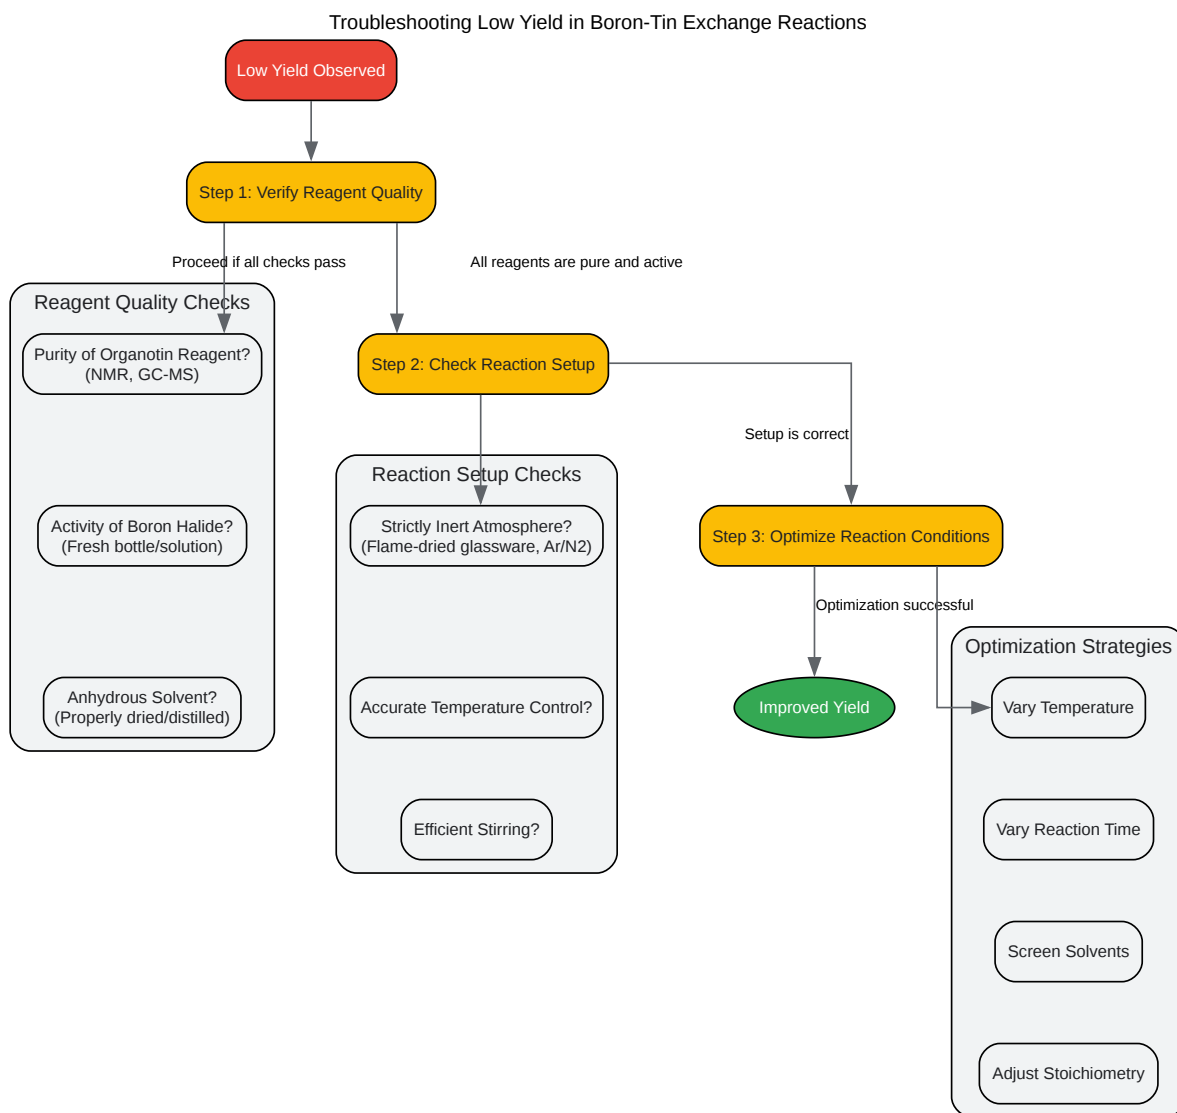 Troubleshooting Low Yield in Boron-Tin Exchange Reactions
Low Yield Observed
Step 1: Verify Reagent Quality
Proceed if all checks pass
All reagents are pure and active
Reagent Quality Checks
Purity of Organotin Reagent?
(NMR, GC-MS)
Activity of Boron Halide?
(Fresh bottle/solution)
Anhydrous Solvent?
(Properly dried/distilled)
Step 2: Check Reaction Setup
Setup is correct
Reaction Setup Checks
Strictly Inert Atmosphere?
(Flame-dried glassware, Ar/N2)
Accurate Temperature Control?
Efficient Stirring?
Step 3: Optimize Reaction Conditions
Optimization successful
Improved Yield
Optimization Strategies
Vary Temperature
Vary Reaction Time
Screen Solvents
Adjust Stoichiometry